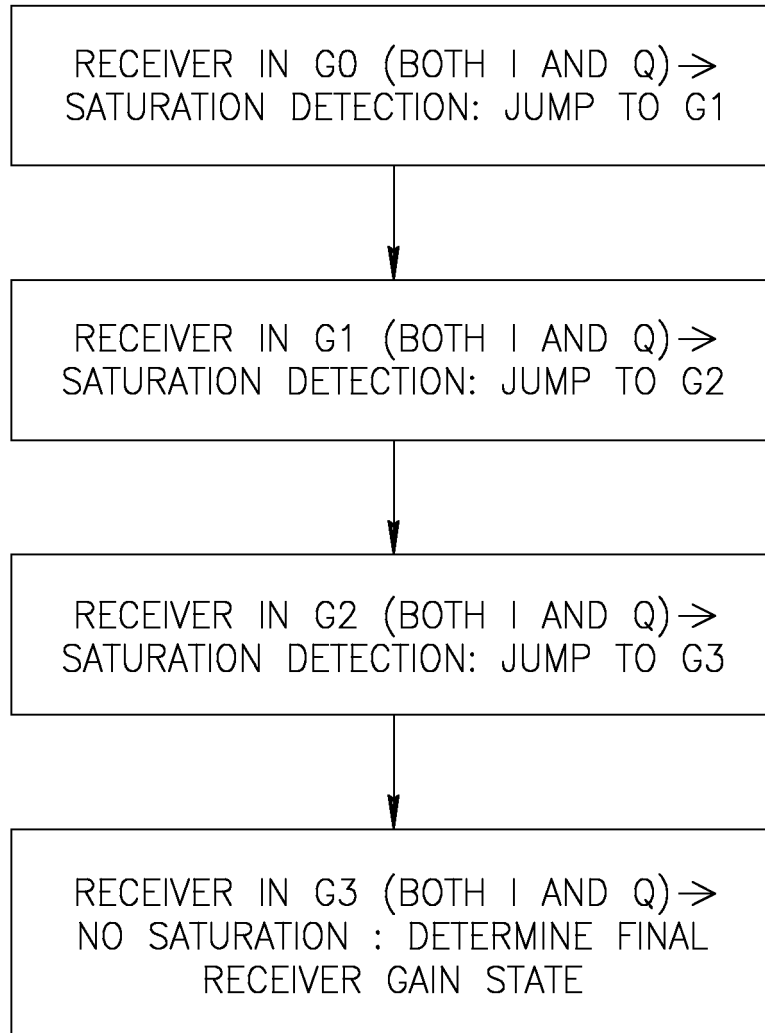 RECEIVER IN G0 (BOTH I AND Q)→
SATURATION DETECTION: JUMP TO G1
RECEIVER IN G1 (BOTH I AND Q)→
SATURATION DETECTION: JUMP TO G2
RECEIVER IN G2 (BOTH I AND Q)→
SATURATION DETECTION: JUMP TO G3
RECEIVER IN G3 (BOTH I AND Q)→
NO SATURATION : DETERMINE FINAL
RECEIVER GAIN STATE